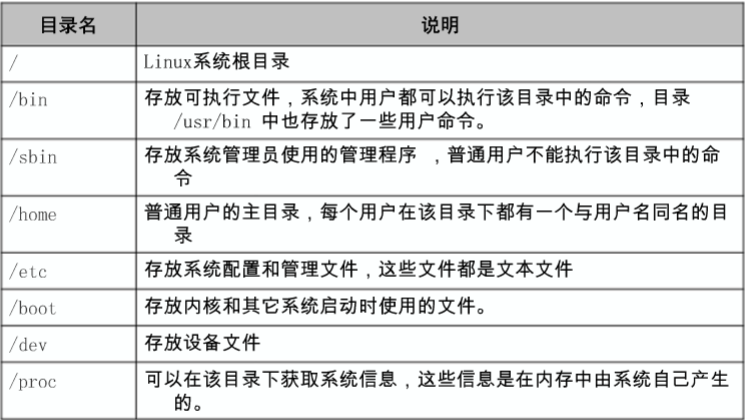 目录名 说明
/ Linux系统根目录
/bin 存放可执行文件，系统中用户都可以执行该目录中的命令，目录
/usr/bin 中也存放了一些用户命令。
/sbin 存放系统管理员使用的管理程序 ，普通用户不能执行该目录中的命
令
/home 普通用户的主目录，每个用户在该目录下都有一个与用户名同名的目
录
/etc 存放系统配置和管理文件，这些文件都是文本文件
/boot 存放内核和其它系统启动时使用的文件。
/dev 存放设备文件
/proc 可以在该目录下获取系统信息，这些信息是在内存中由系统自己产生
的。